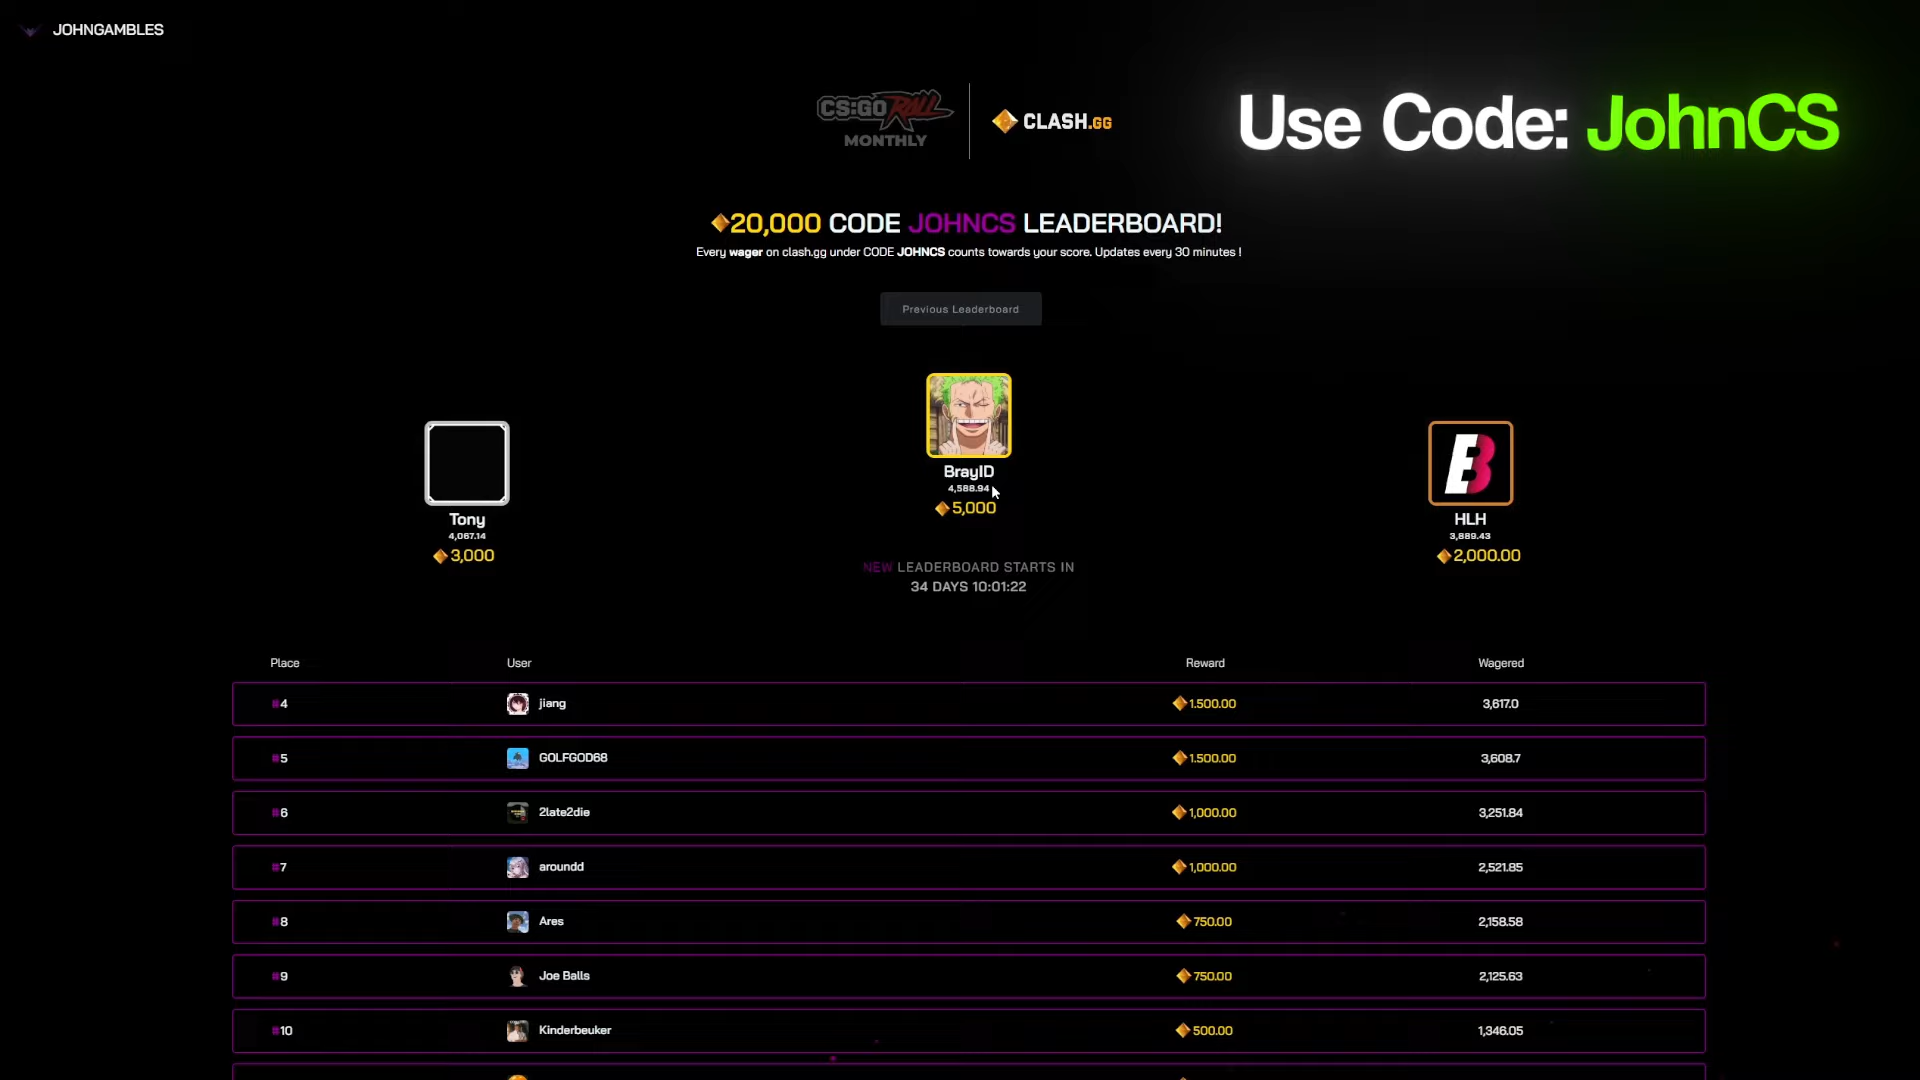 JOHNGAMBLES
CS:GO ROLL
MONTHLY
CLASH.GG
Use Code: JohnCS
20,000 CODE JOHNCS LEADERBOARD!
Every wager on clash.gg under CODE JOHNCS counts towards your score. Updates every 30 minutes !
Previous Leaderboard
BrayID
4,588.94
5,000
Tony
4,067.14
3,000
HLH
3,889.43
2,000.00
NEW LEADERBOARD STARTS IN
34 DAYS 10:01:22
Place User Reward Wagered
#4 jiang 1.500.00 3,617.0
#5 GOLFGOD68 1.500.00 3,608.7
#6 2late2die 1,000.00 3,251.84
#7 aroundd 1,000.00 2,521.85
#8 Ares 750.00 2,158.58
#9 Joe Balls 750.00 2,125.63
#10 Kinderbeuker 500.00 1,346.05